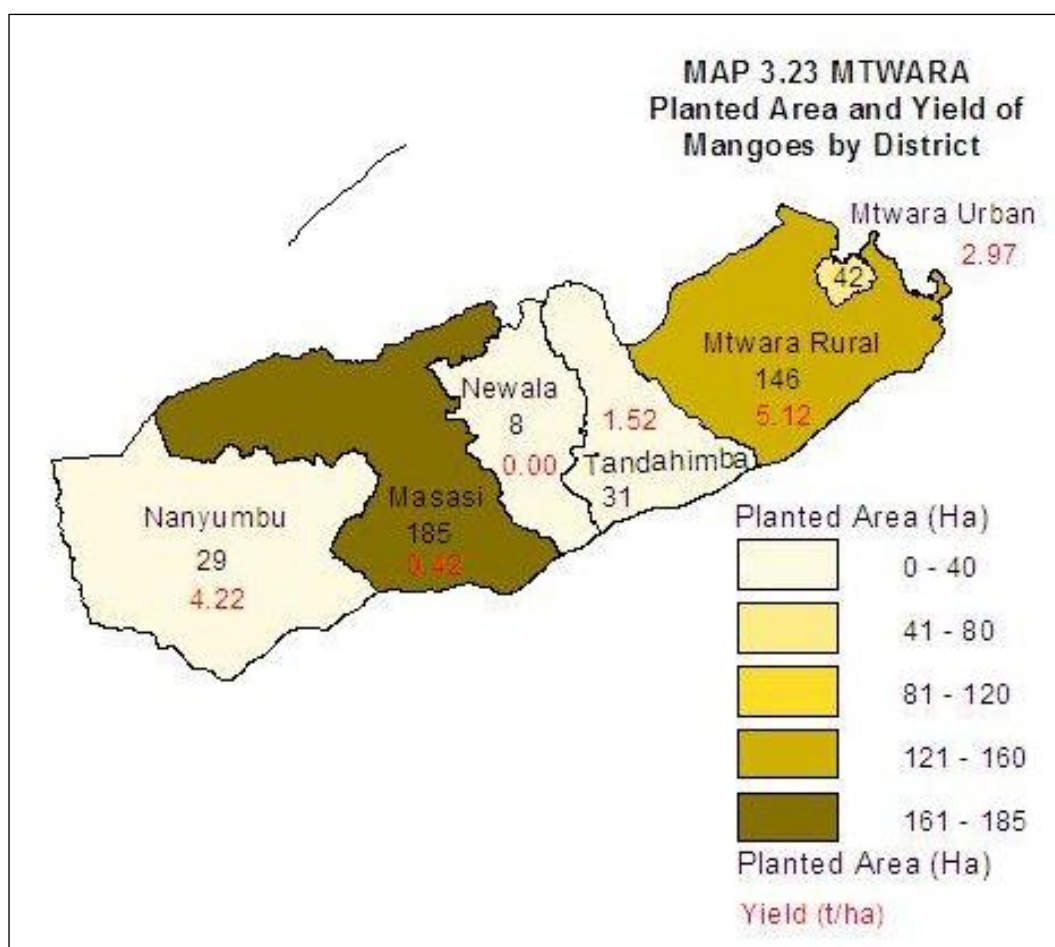 MAP 3.23 MTWARA
Planted Area and Yield of
Mangoes by District
Mtwara Urban
2.97
42
Mtwara Rural
146
5.12
Newala
8
0.00
1.52
Tandahimba
31
Masasi
185
Nanyumbu
29
4.22
Planted Area (Ha)
0 - 40
41 - 80
81 - 120
121 - 160
161 - 185
Planted Area (Ha)
Yield (t/ha)